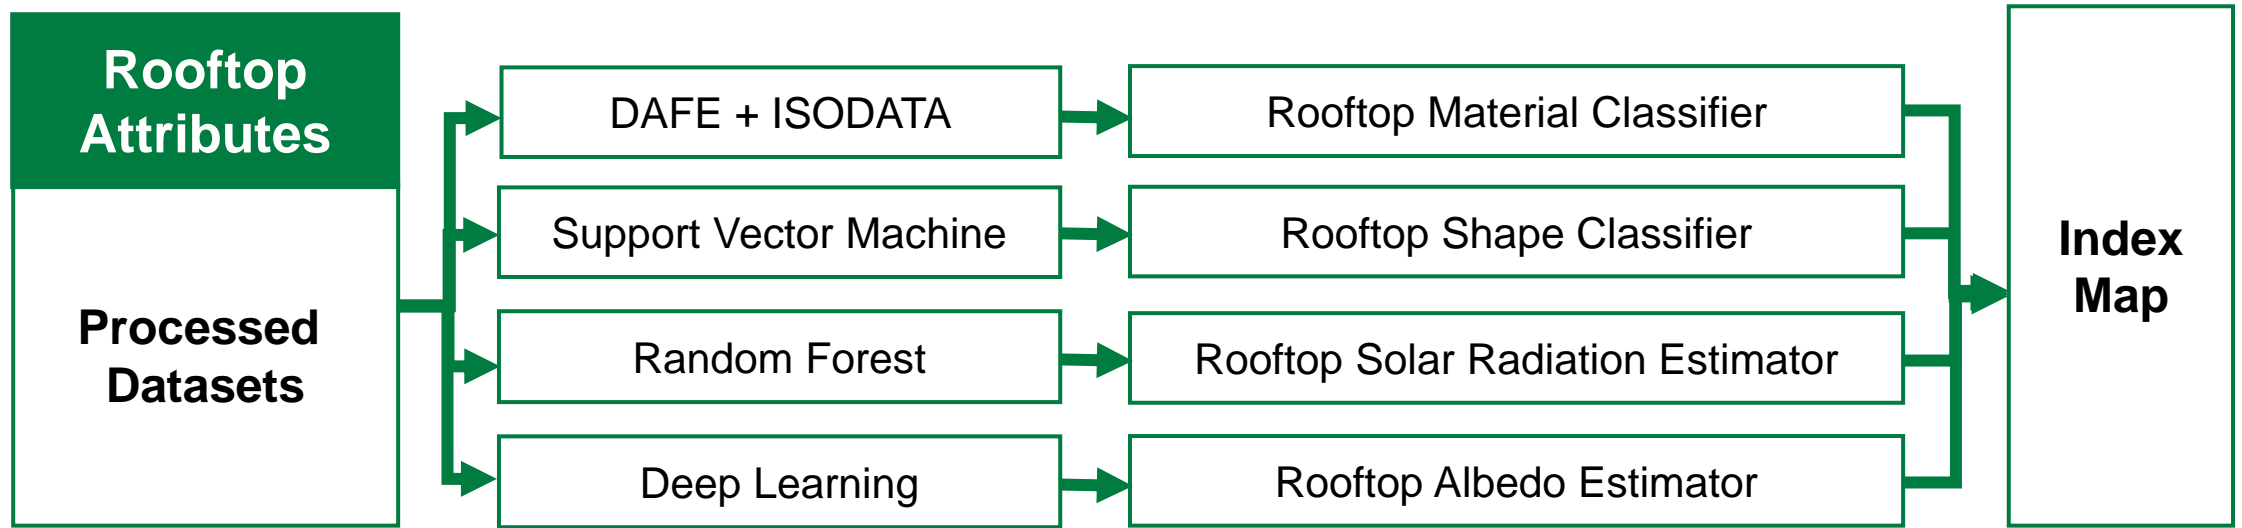 Rooftop
Attributes
Processed
Datasets
DAFE + ISODATA
Support Vector Machine
Random Forest
Deep Learning
Rooftop Material Classifier
Rooftop Shape Classifier
Rooftop Solar Radiation Estimator
Rooftop Albedo Estimator
Index
Map